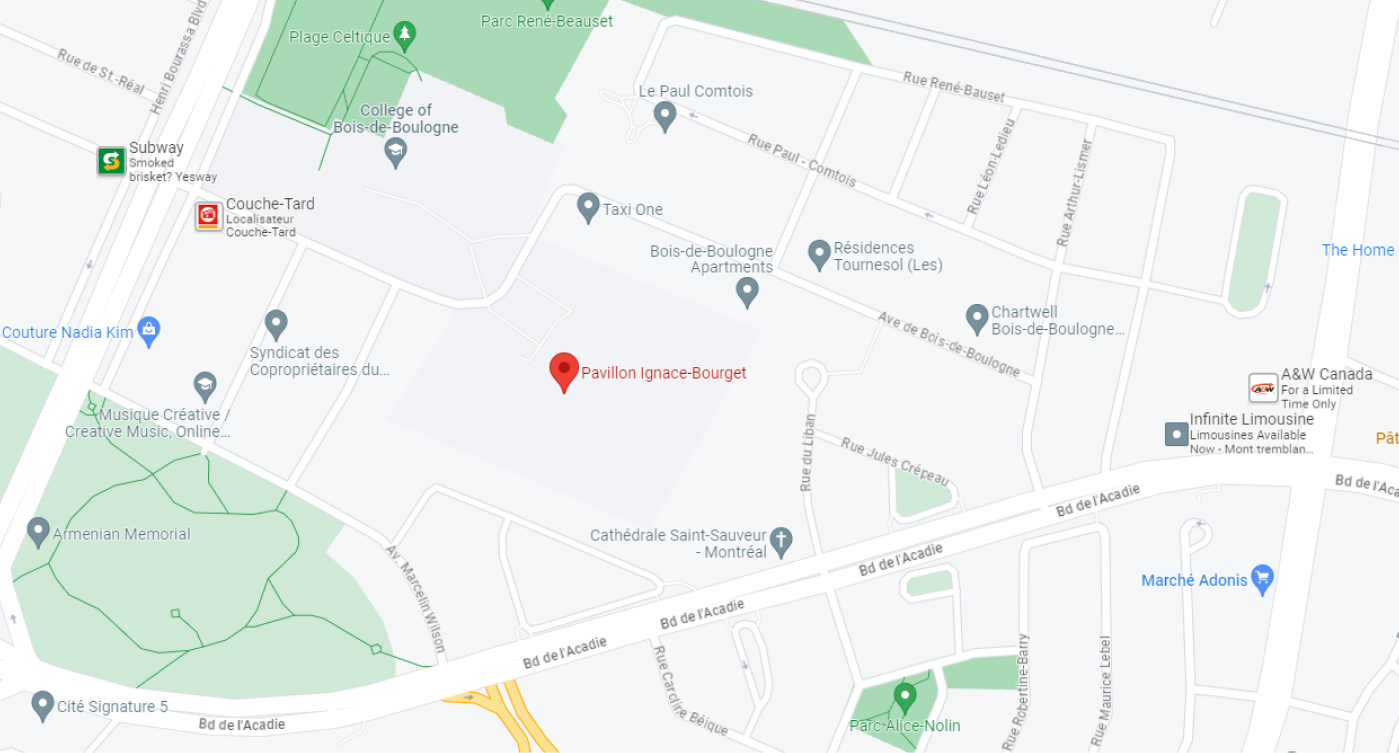 Parc René-Beauset
Plage Celtique
Henri Bourassa Blvd
Rue de St.-Réal
Rue René-Bauset
Le Paul Comtois
College of
Bois-de-Boulogne
Rue Paul - Comtois
Rue Léon-Ledieu
Rue Arthur-Lismer
Subway
Smoked
brisket? Yesway
Couche-Tard
Localisateur
Couche-Tard
Taxi One
Bois-de-Boulogne
Apartments
Résidences
Tournesol (Les)
The Home
Chartwell
Bois-de-Boulogne...
Ave de Bois-de-Boulogne
Couture Nadia Kim
Syndicat des
Copropriétaires du...
Pavillon Ignace-Bourget
A&W Canada
For a Limited
Time Only
Musique Créative /
Creative Music, Online...
Infinite Limousine
Limousines Available
Now - Mont tremblan...
Pât
Rue du Liban
Rue Jules Crépeau
Bd de l'Aca
Bd de l'Acadie
Armenian Memorial
Cathédrale Saint-Sauveur
- Montréal
Bd de l'Acadie
Marché Adonis
Av. Marcelin Wilson
Bd de l'Acadie
Bd de l'Acadie
Rue Caroline Béique
Rue Robertine-Barry
Rue Maurice Lebel
Cité Signature 5
Bd de l'Acadie
Parc Alice-Nolin